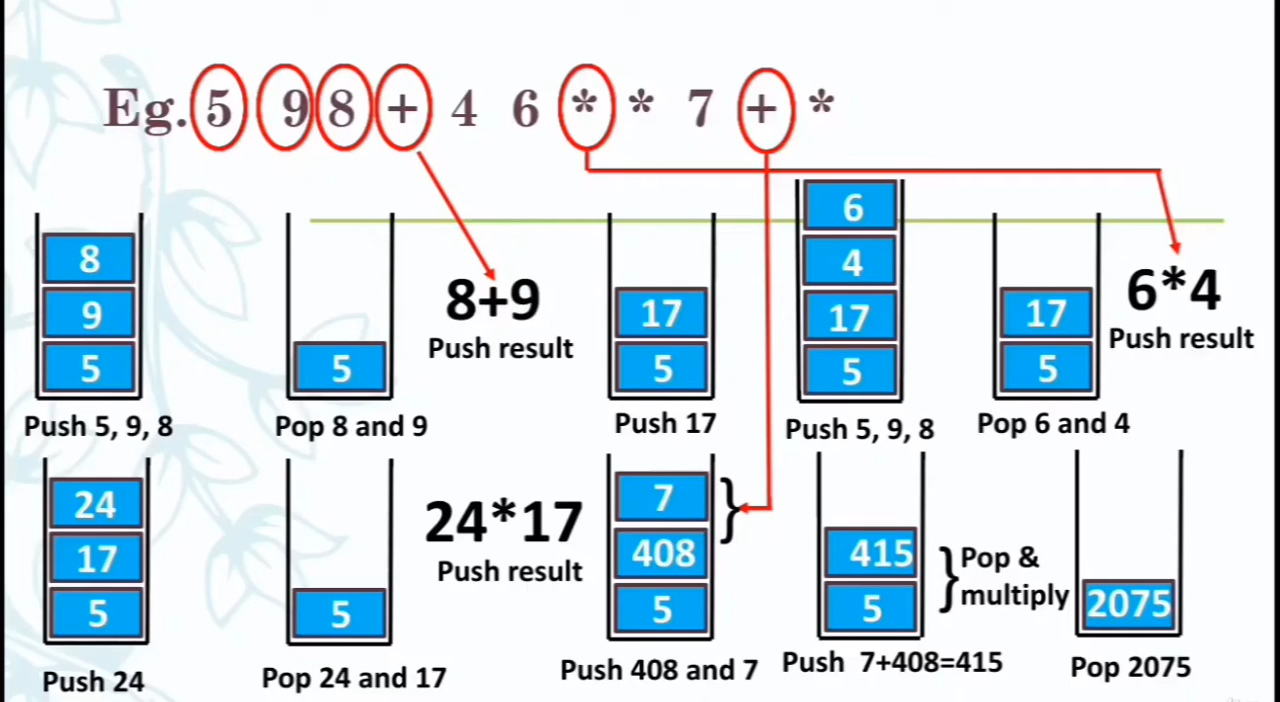 Eg. 5 9 8 + 4 6 * * 7 + *
8
9
5
Push 5, 9, 8
5
Pop 8 and 9
8+9
Push result
17
5
Push 17
6
4
17
5
Push 5, 9, 8
17
5
Pop 6 and 4
6*4
Push result
24
17
5
Push 24
5
Pop 24 and 17
24*17
Push result
7
408
5
Push 408 and 7
415
5
Push 7+408=415
Pop &
multiply
2075
Pop 2075